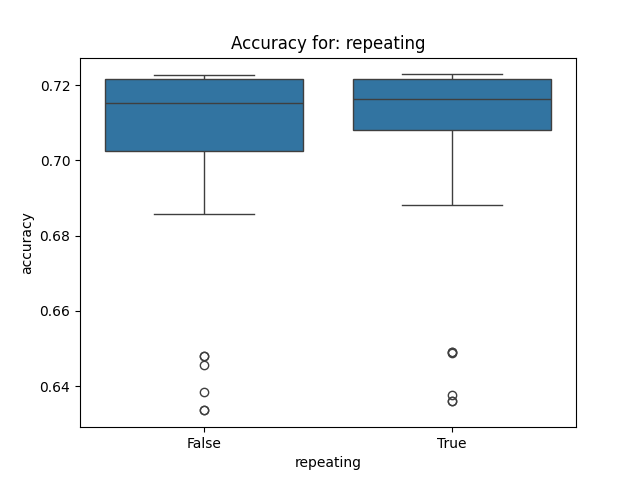 Accuracy for: repeating
0.72
0.70
0.68
0.66
0.64
accuracy
False
True
repeating